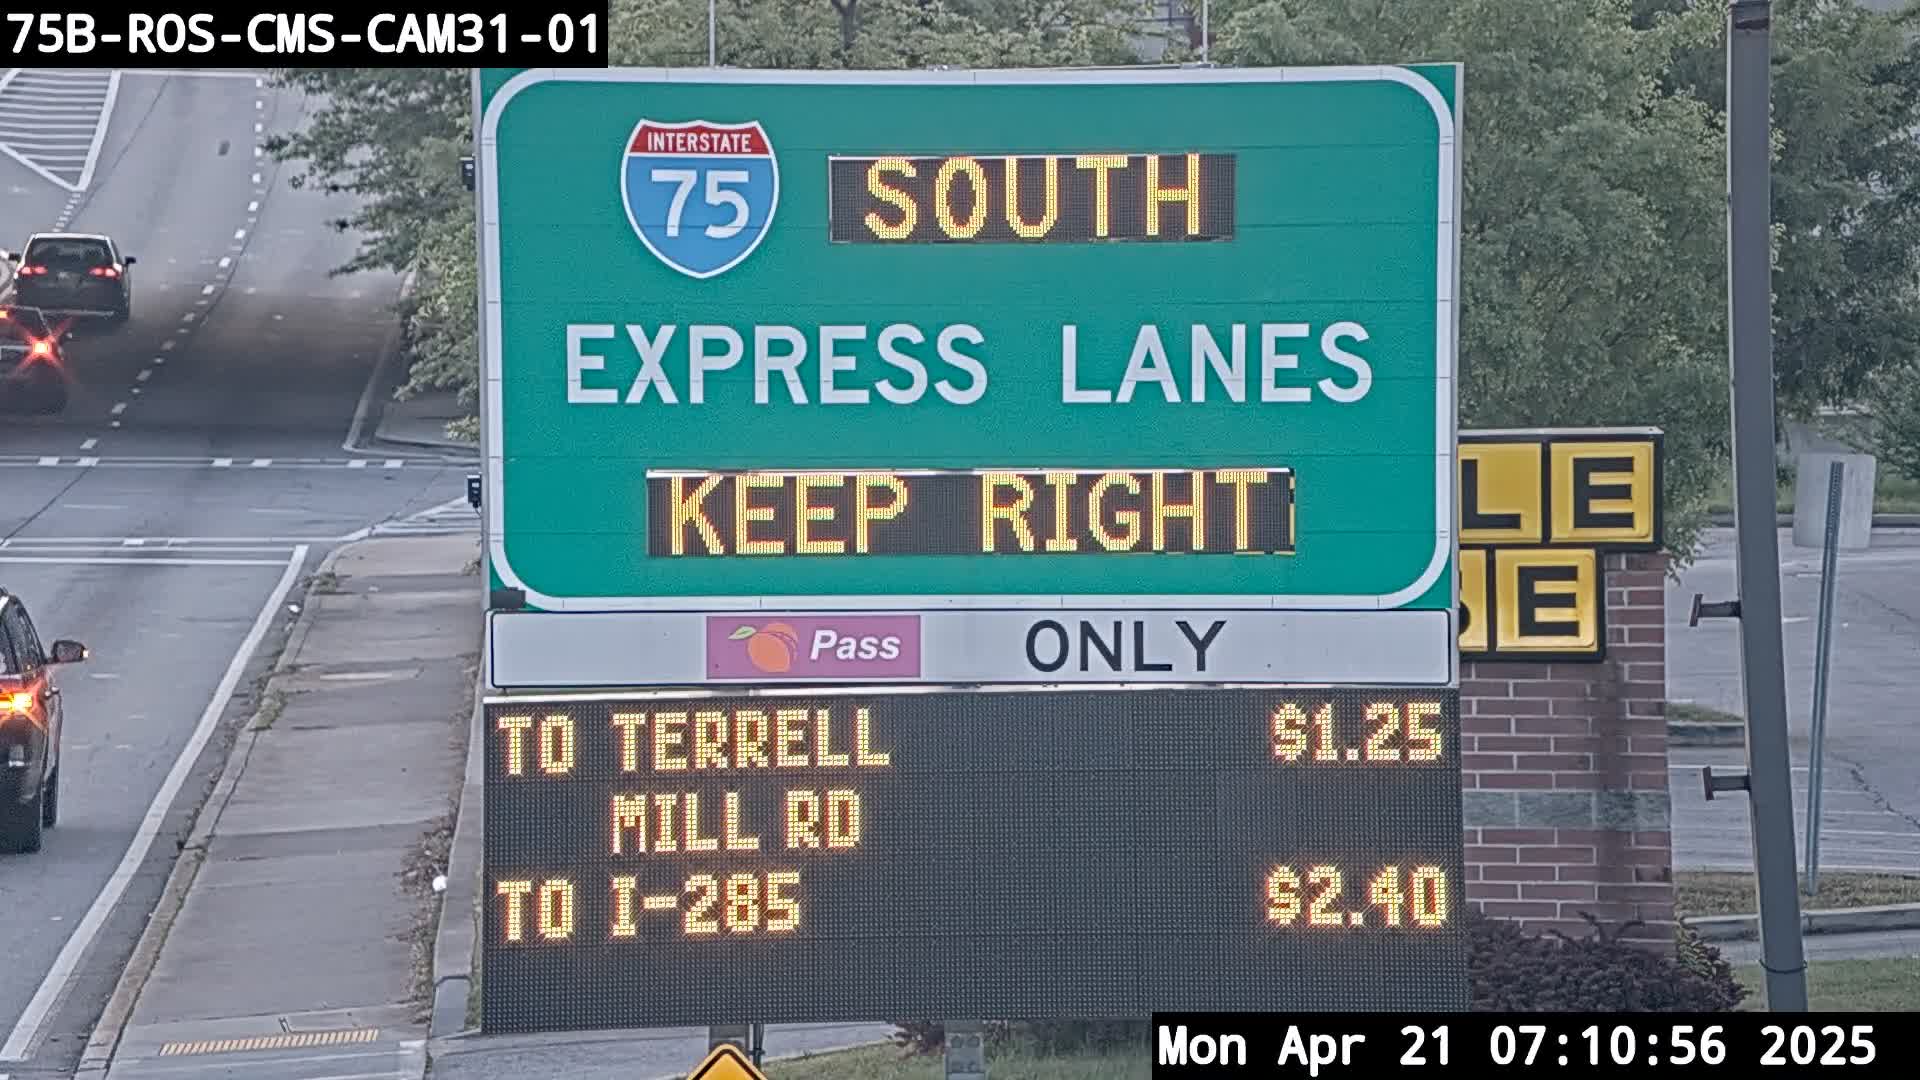 75B-ROS-CMS-CAM31-01
INTERSTATE
75
SOUTH
EXPRESS LANES
KEEP RIGHT
Pass ONLY
TO TERRELL $1.25
MILL RD
TO I-285 $2.40
LE
E
Mon Apr 21 07:10:56 2025